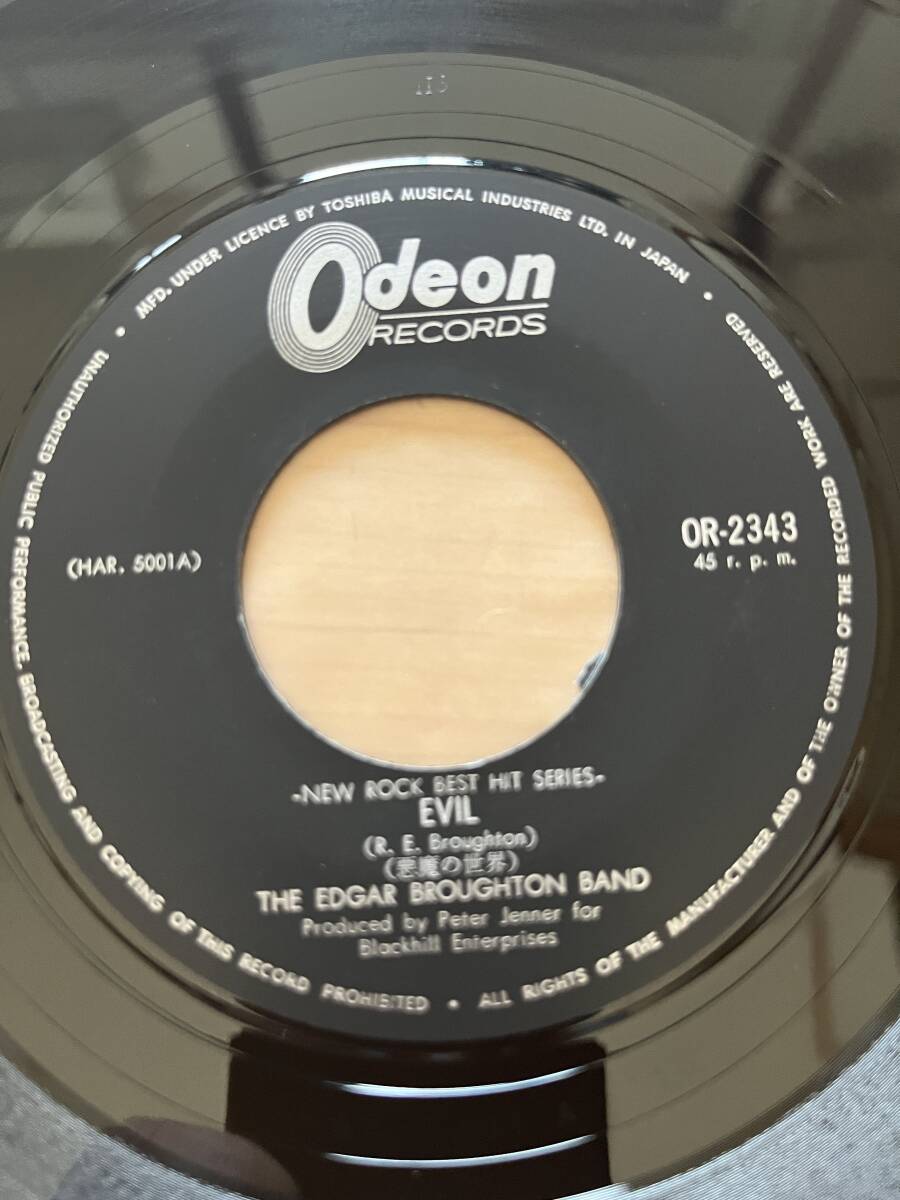 • MFD. UNDER LICENCE BY TOSHIBA MUSICAL INDUSTRIES LTD. IN JAPAN •
Odeon
RECORDS
(HAR. 5001A)
OR-2343
45 r. p. m.
-NEW ROCK BEST HIT SERIES-
EVIL
(R. E. Broughton)
(悪魔の世界)
THE EDGAR BROUGHTON BAND
Produced by Peter Jenner for
Blackhill Enterprises
UNAUTHORIZED PUBLIC PERFORMANCE, BROADCASTING AND COPYING OF THIS RECORD PROHIBITED • ALL RIGHTS OF THE MANUFACTURER AND OF THE OWNER OF THE RECORDED WORK ARE RESERVED